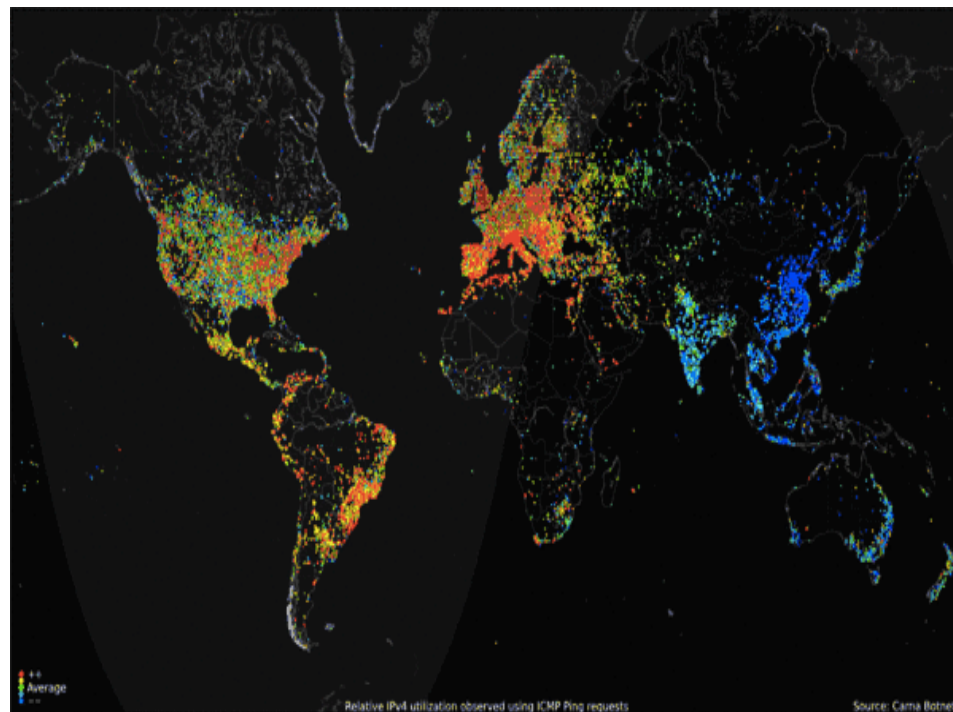 ++
Average
--
Relative IPv4 utilization observed using ICMP Ping requests
Source: Carna Botnet